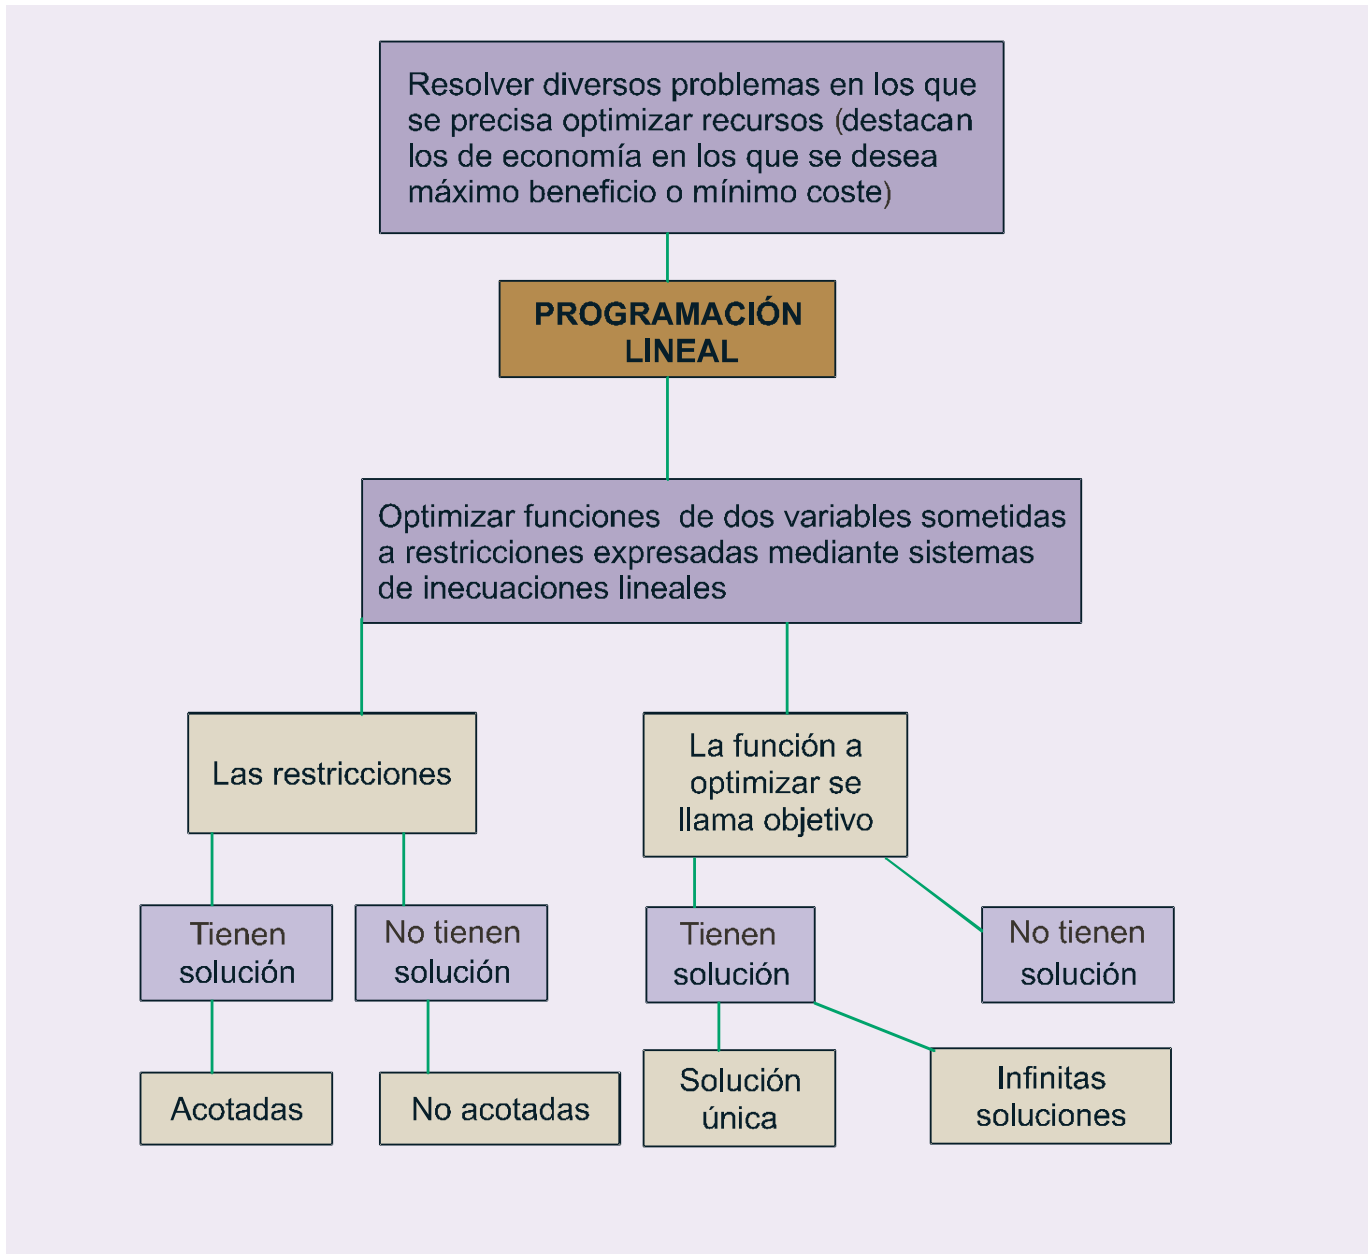 Resolver diversos problemas en los que
se precisa optimizar recursos (destacan
los de economía en los que se desea
máximo beneficio o mínimo coste)
PROGRAMACIÓN
LINEAL
Optimizar funciones de dos variables sometidas
a restricciones expresadas mediante sistemas
de inecuaciones lineales
Las restricciones
La función a
optimizar se
llama objetivo
Tienen
solución
No tienen
solución
Tienen
solución
No tienen
solución
Acotadas
No acotadas
Solución
única
Infinitas
soluciones